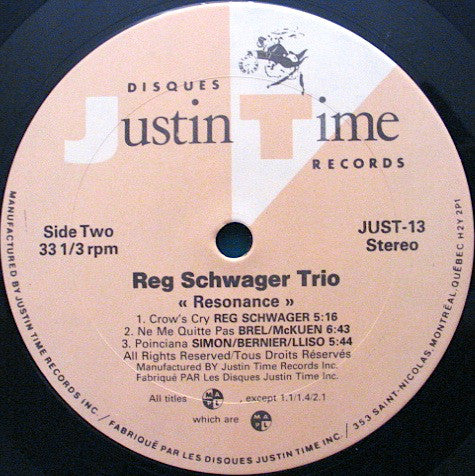 DISQUES
Justin Time
RECORDS
Side Two
33 1/3 rpm
JUST-13
Stereo
Reg Schwager Trio
« Resonance »
1. Crow's Cry REG SCHWAGER 5:16
2. Ne Me Quitte Pas BREL/McKUEN 6:43
3. Poinciana SIMON/BERNIER/LLISO 5:44
All Rights Reserved/Tous Droits Réservés
Manufactured BY Justin Time Records Inc.
Fabriqué PAR Les Disques Justin Time Inc.
All titles MAPL , except 1.1/1.4/2.1
which are MAPL
MANUFACTURED BY JUSTIN TIME RECORDS INC. / FABRIQUÉ PAR LES DISQUES JUSTIN TIME INC. / 353 SAINT-NICOLAS, MONTRÉAL, QUÉBEC H2Y 2P1